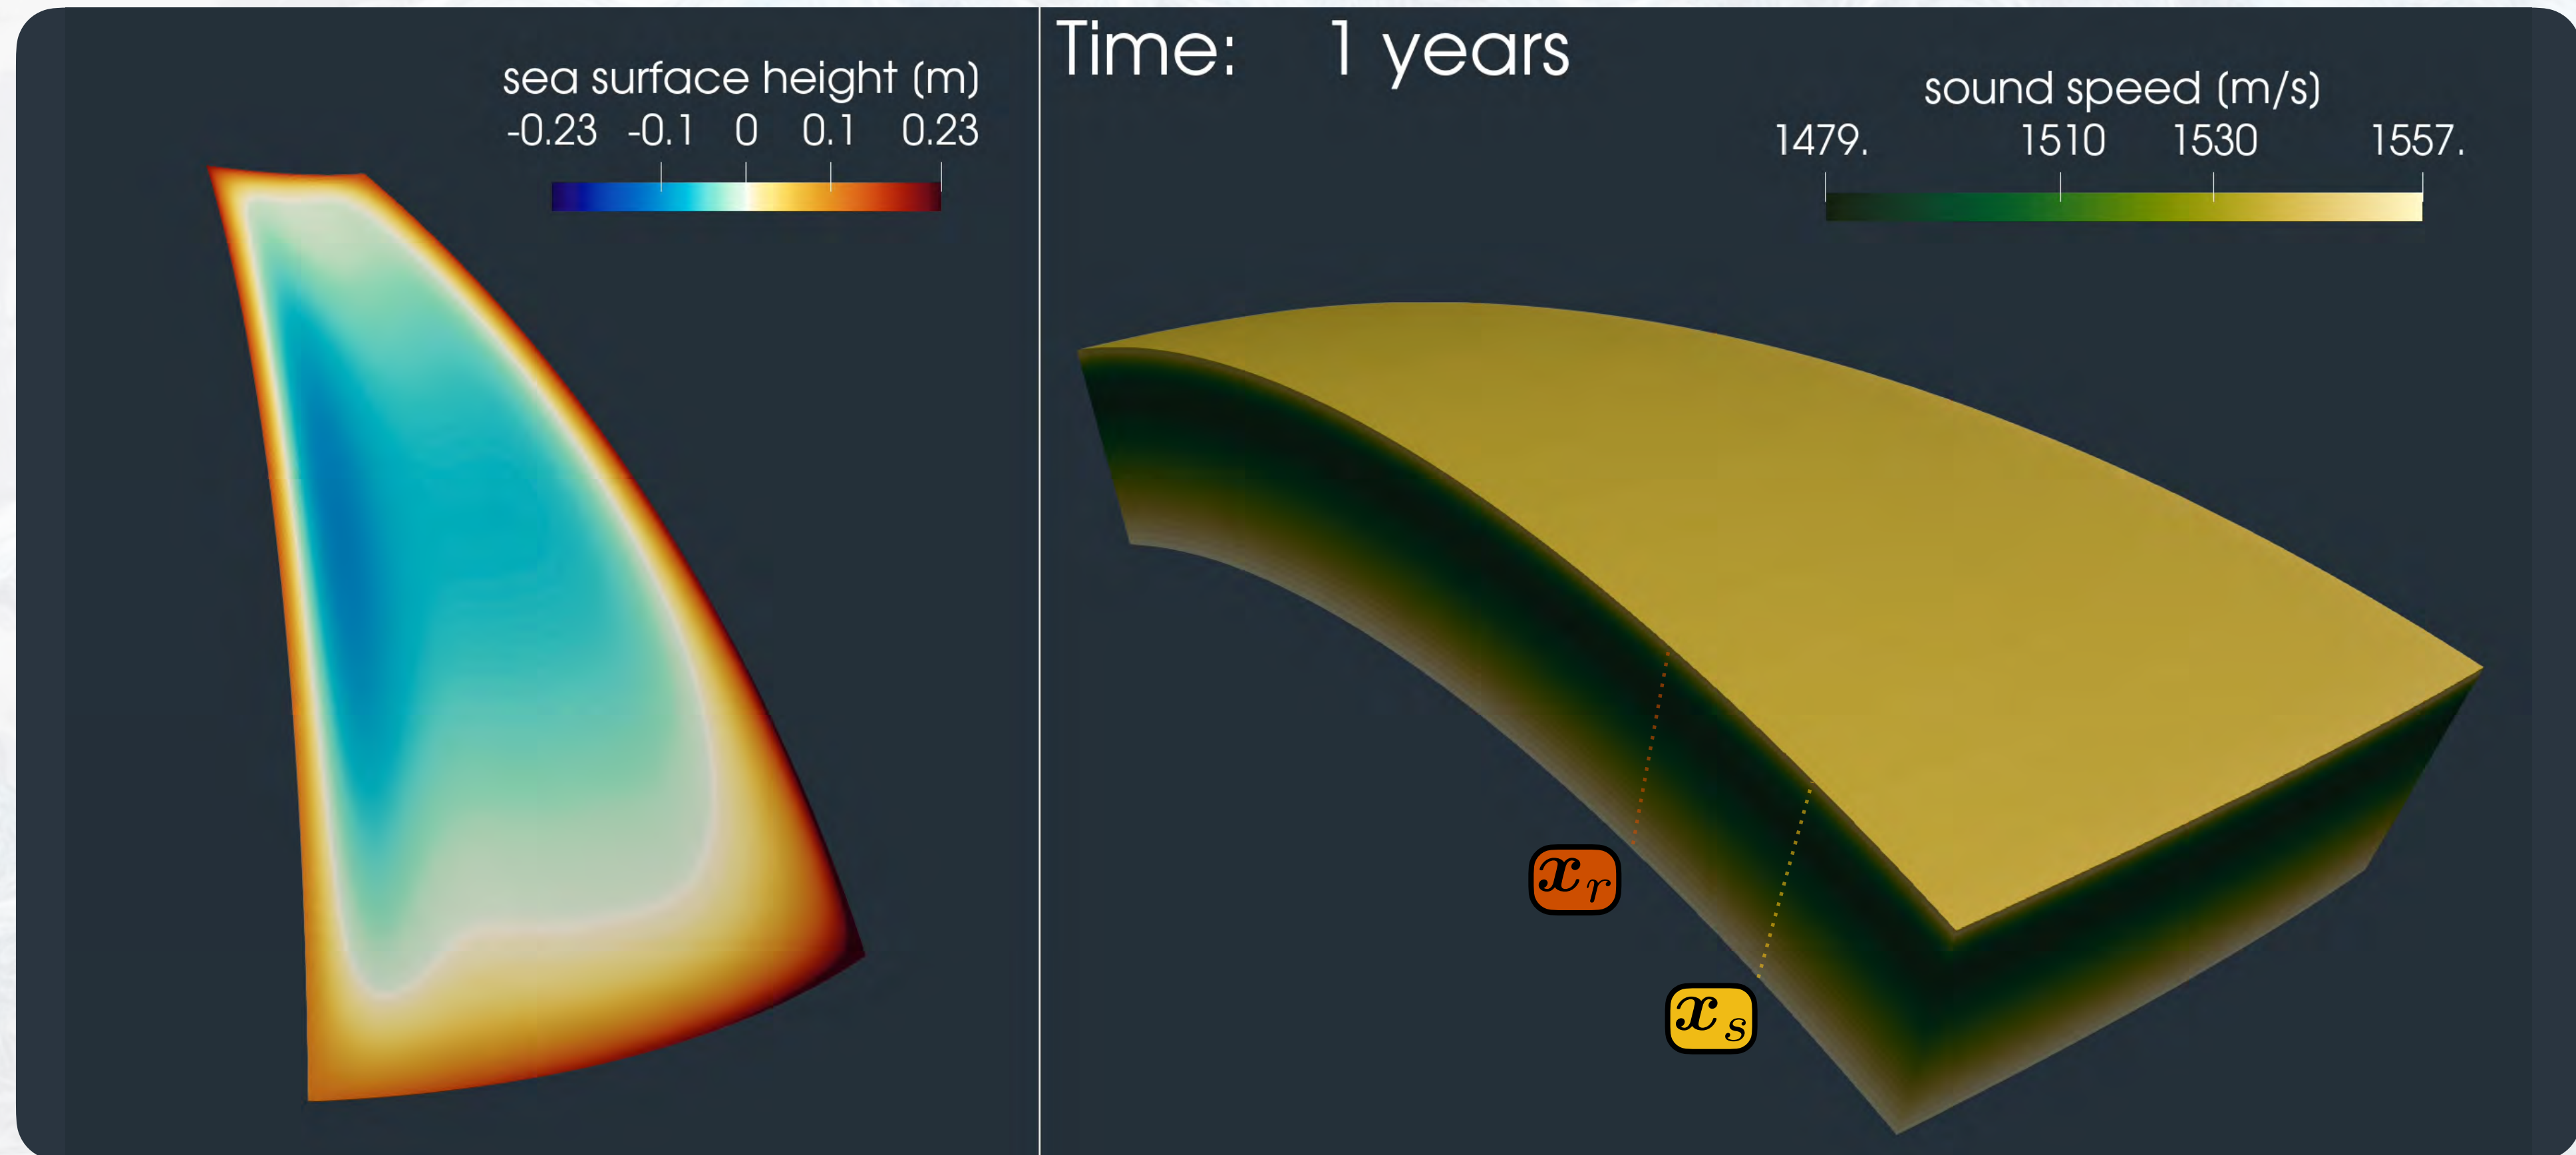 sea surface height (m)
-0.23 -0.1 0 0.1 0.23
Time: 1 years
sound speed (m/s)
1479. 1510 1530 1557.
x_r
x_s